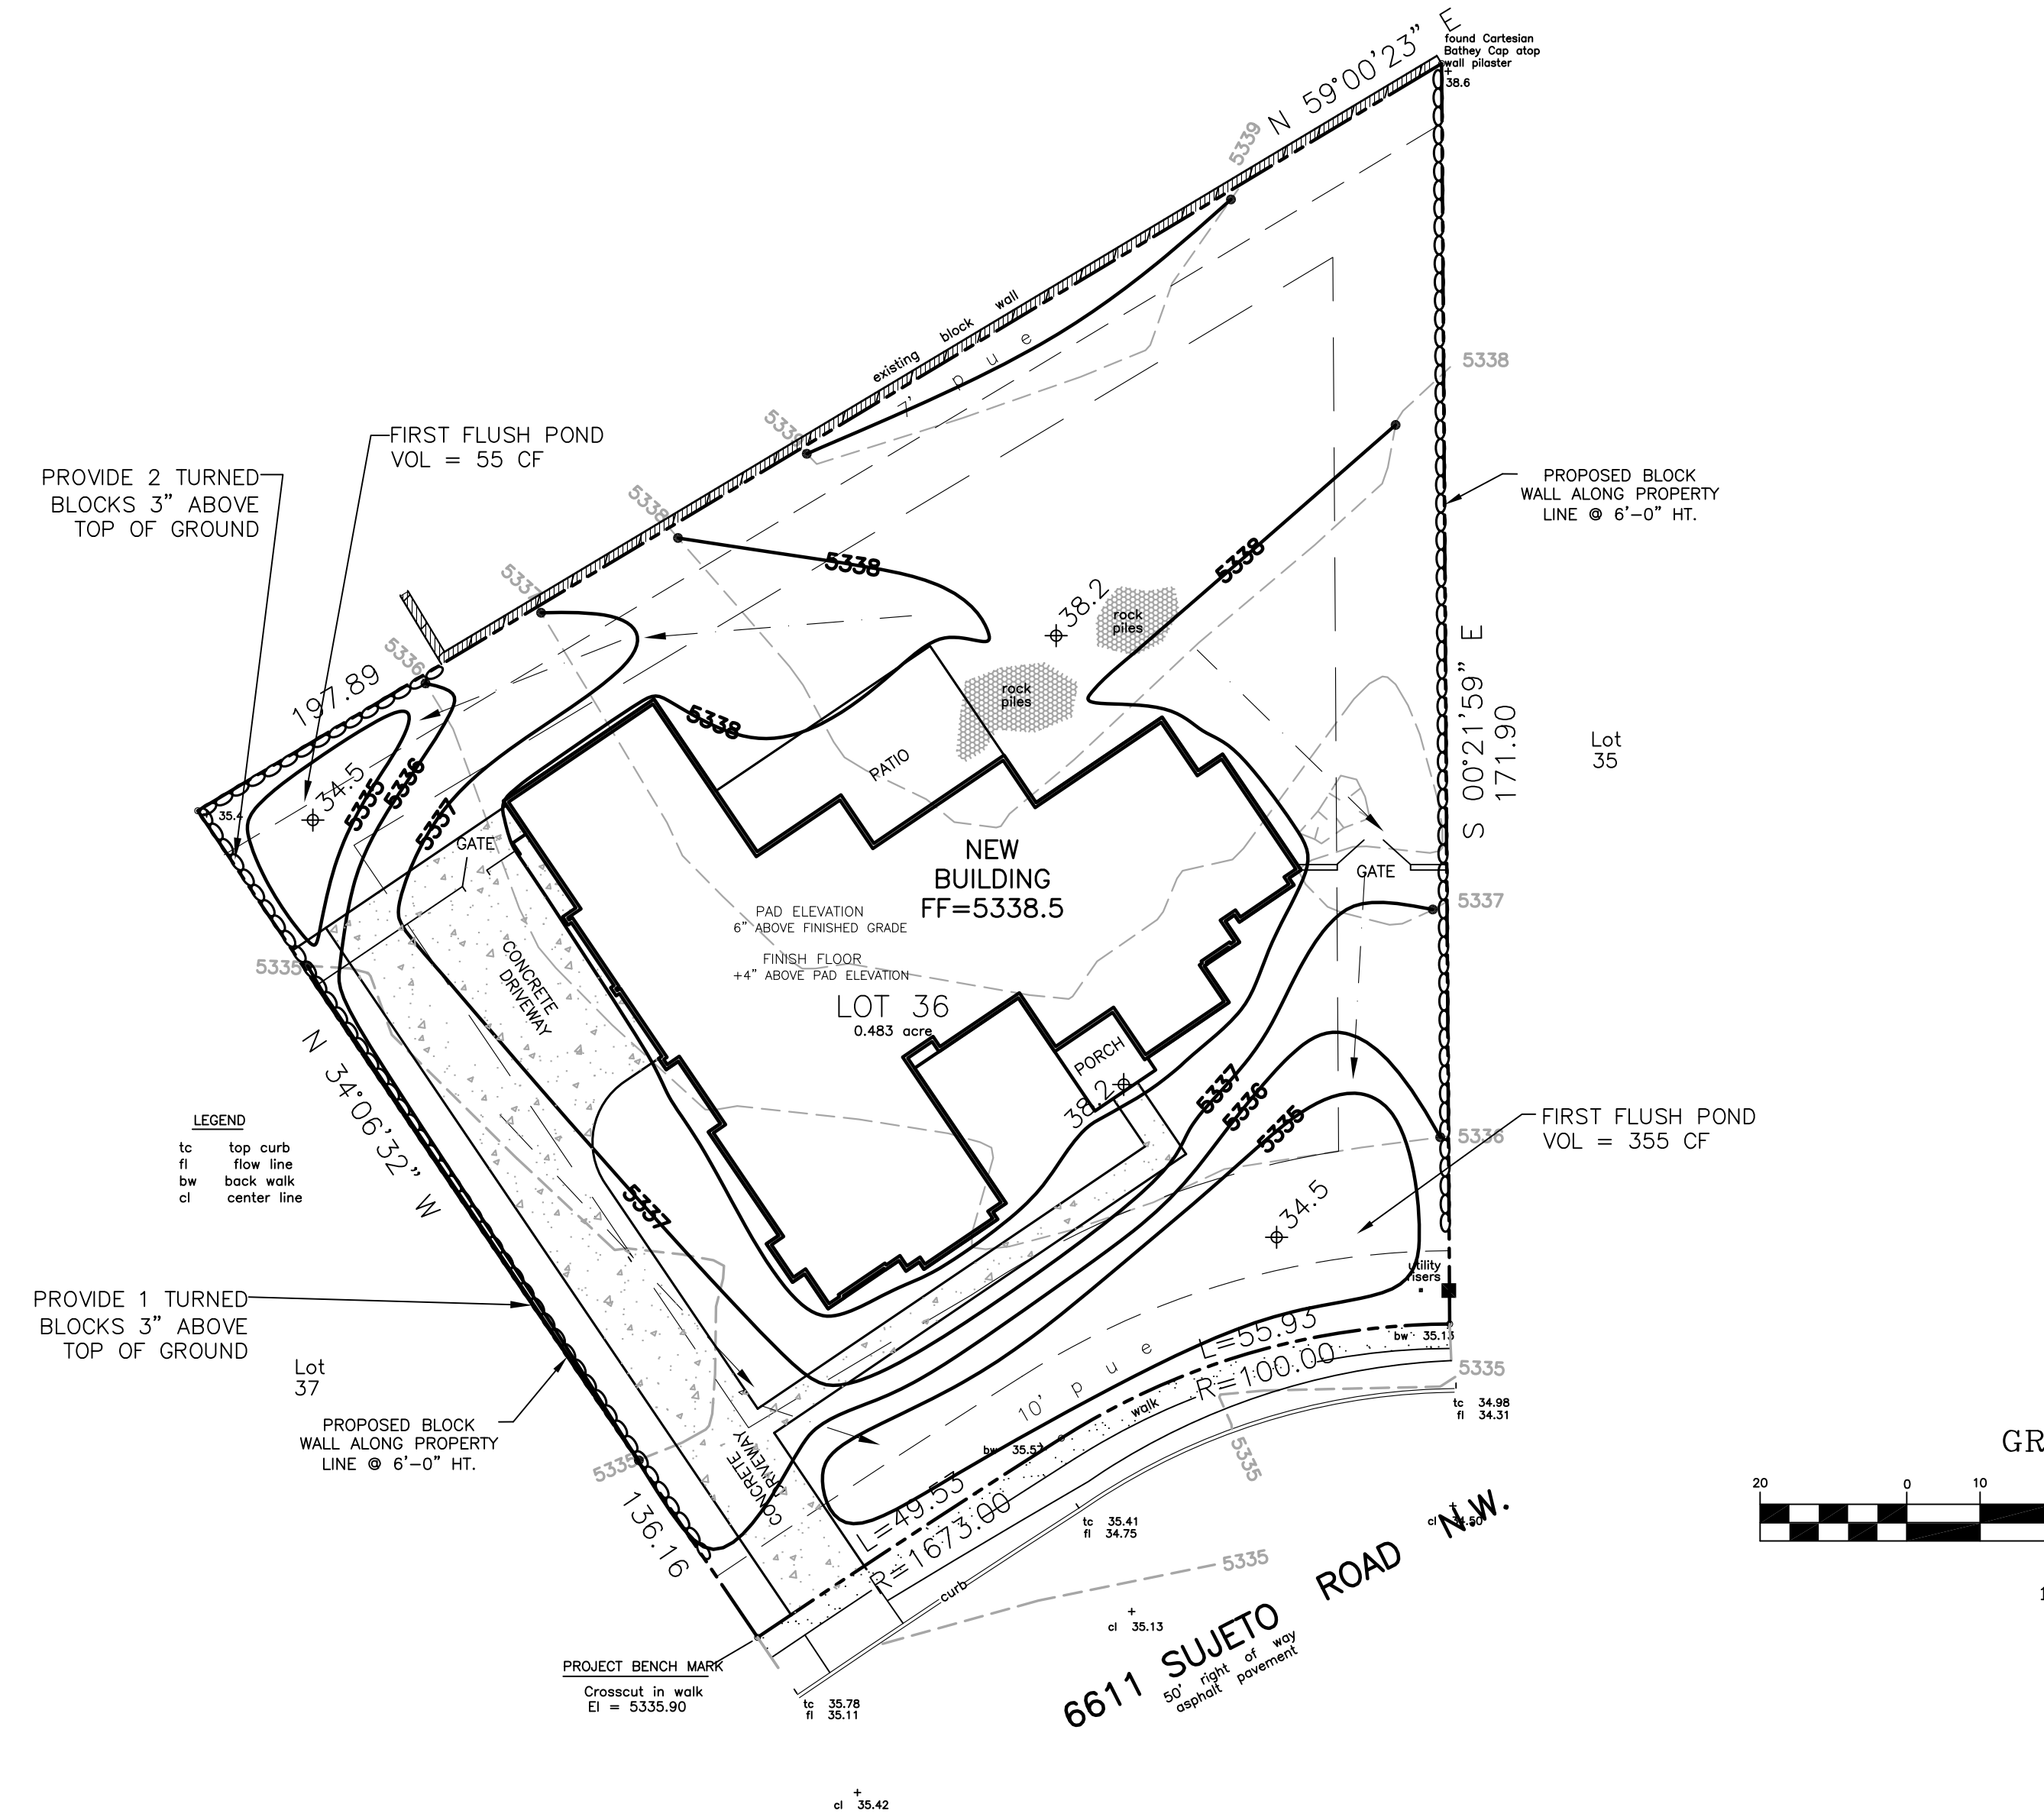 N 59°00'23" E
found Cartesian
Bathey Cap atop
wall pilaster
38.6
5339
existing block wall
7' p u e
5338
5339
FIRST FLUSH POND
VOL = 55 CF
PROVIDE 2 TURNED
BLOCKS 3" ABOVE
TOP OF GROUND
PROPOSED BLOCK
WALL ALONG PROPERTY
LINE @ 6'-0" HT.
5338
5338
5338
5337
38.2
rock
piles
rock
piles
5336
197.89
5338
S 00°21'59" E
171.90
Lot
35
PATIO
34.5
5335
5336
5337
35.4
GATE
NEW
BUILDING
FF=5338.5
GATE
5337
PAD ELEVATION
6" ABOVE FINISHED GRADE
FINISH FLOOR
+4" ABOVE PAD ELEVATION
5335
CONCRETE
DRIVEWAY
LOT 36
0.483 acre
N 34°06'32" W
PORCH
38.2
5337
5336
5335
LEGEND
tc top curb
fl flow line
bw back walk
cl center line
FIRST FLUSH POND
VOL = 355 CF
5336
5337
34.5
utility
risers
PROVIDE 1 TURNED
BLOCKS 3" ABOVE
TOP OF GROUND
Lot
37
L=55.93
R=100.00
bw 35.13
5335
10' p u e
walk
tc 34.98
fl 34.31
PROPOSED BLOCK
WALL ALONG PROPERTY
LINE @ 6'-0" HT.
5335
CONCRETE
DRIVEWAY
bw 35.57
5335
GR
20 0 10
136.16
L=49.53
R=1673.00
tc 35.41
fl 34.75
cl 34.50
curb
5335
cl 35.13
6611 SUJETO ROAD N.W.
50' right of way
asphalt pavement
PROJECT BENCH MARK
Crosscut in walk
El = 5335.90
tc 35.78
fl 35.11
cl 35.42